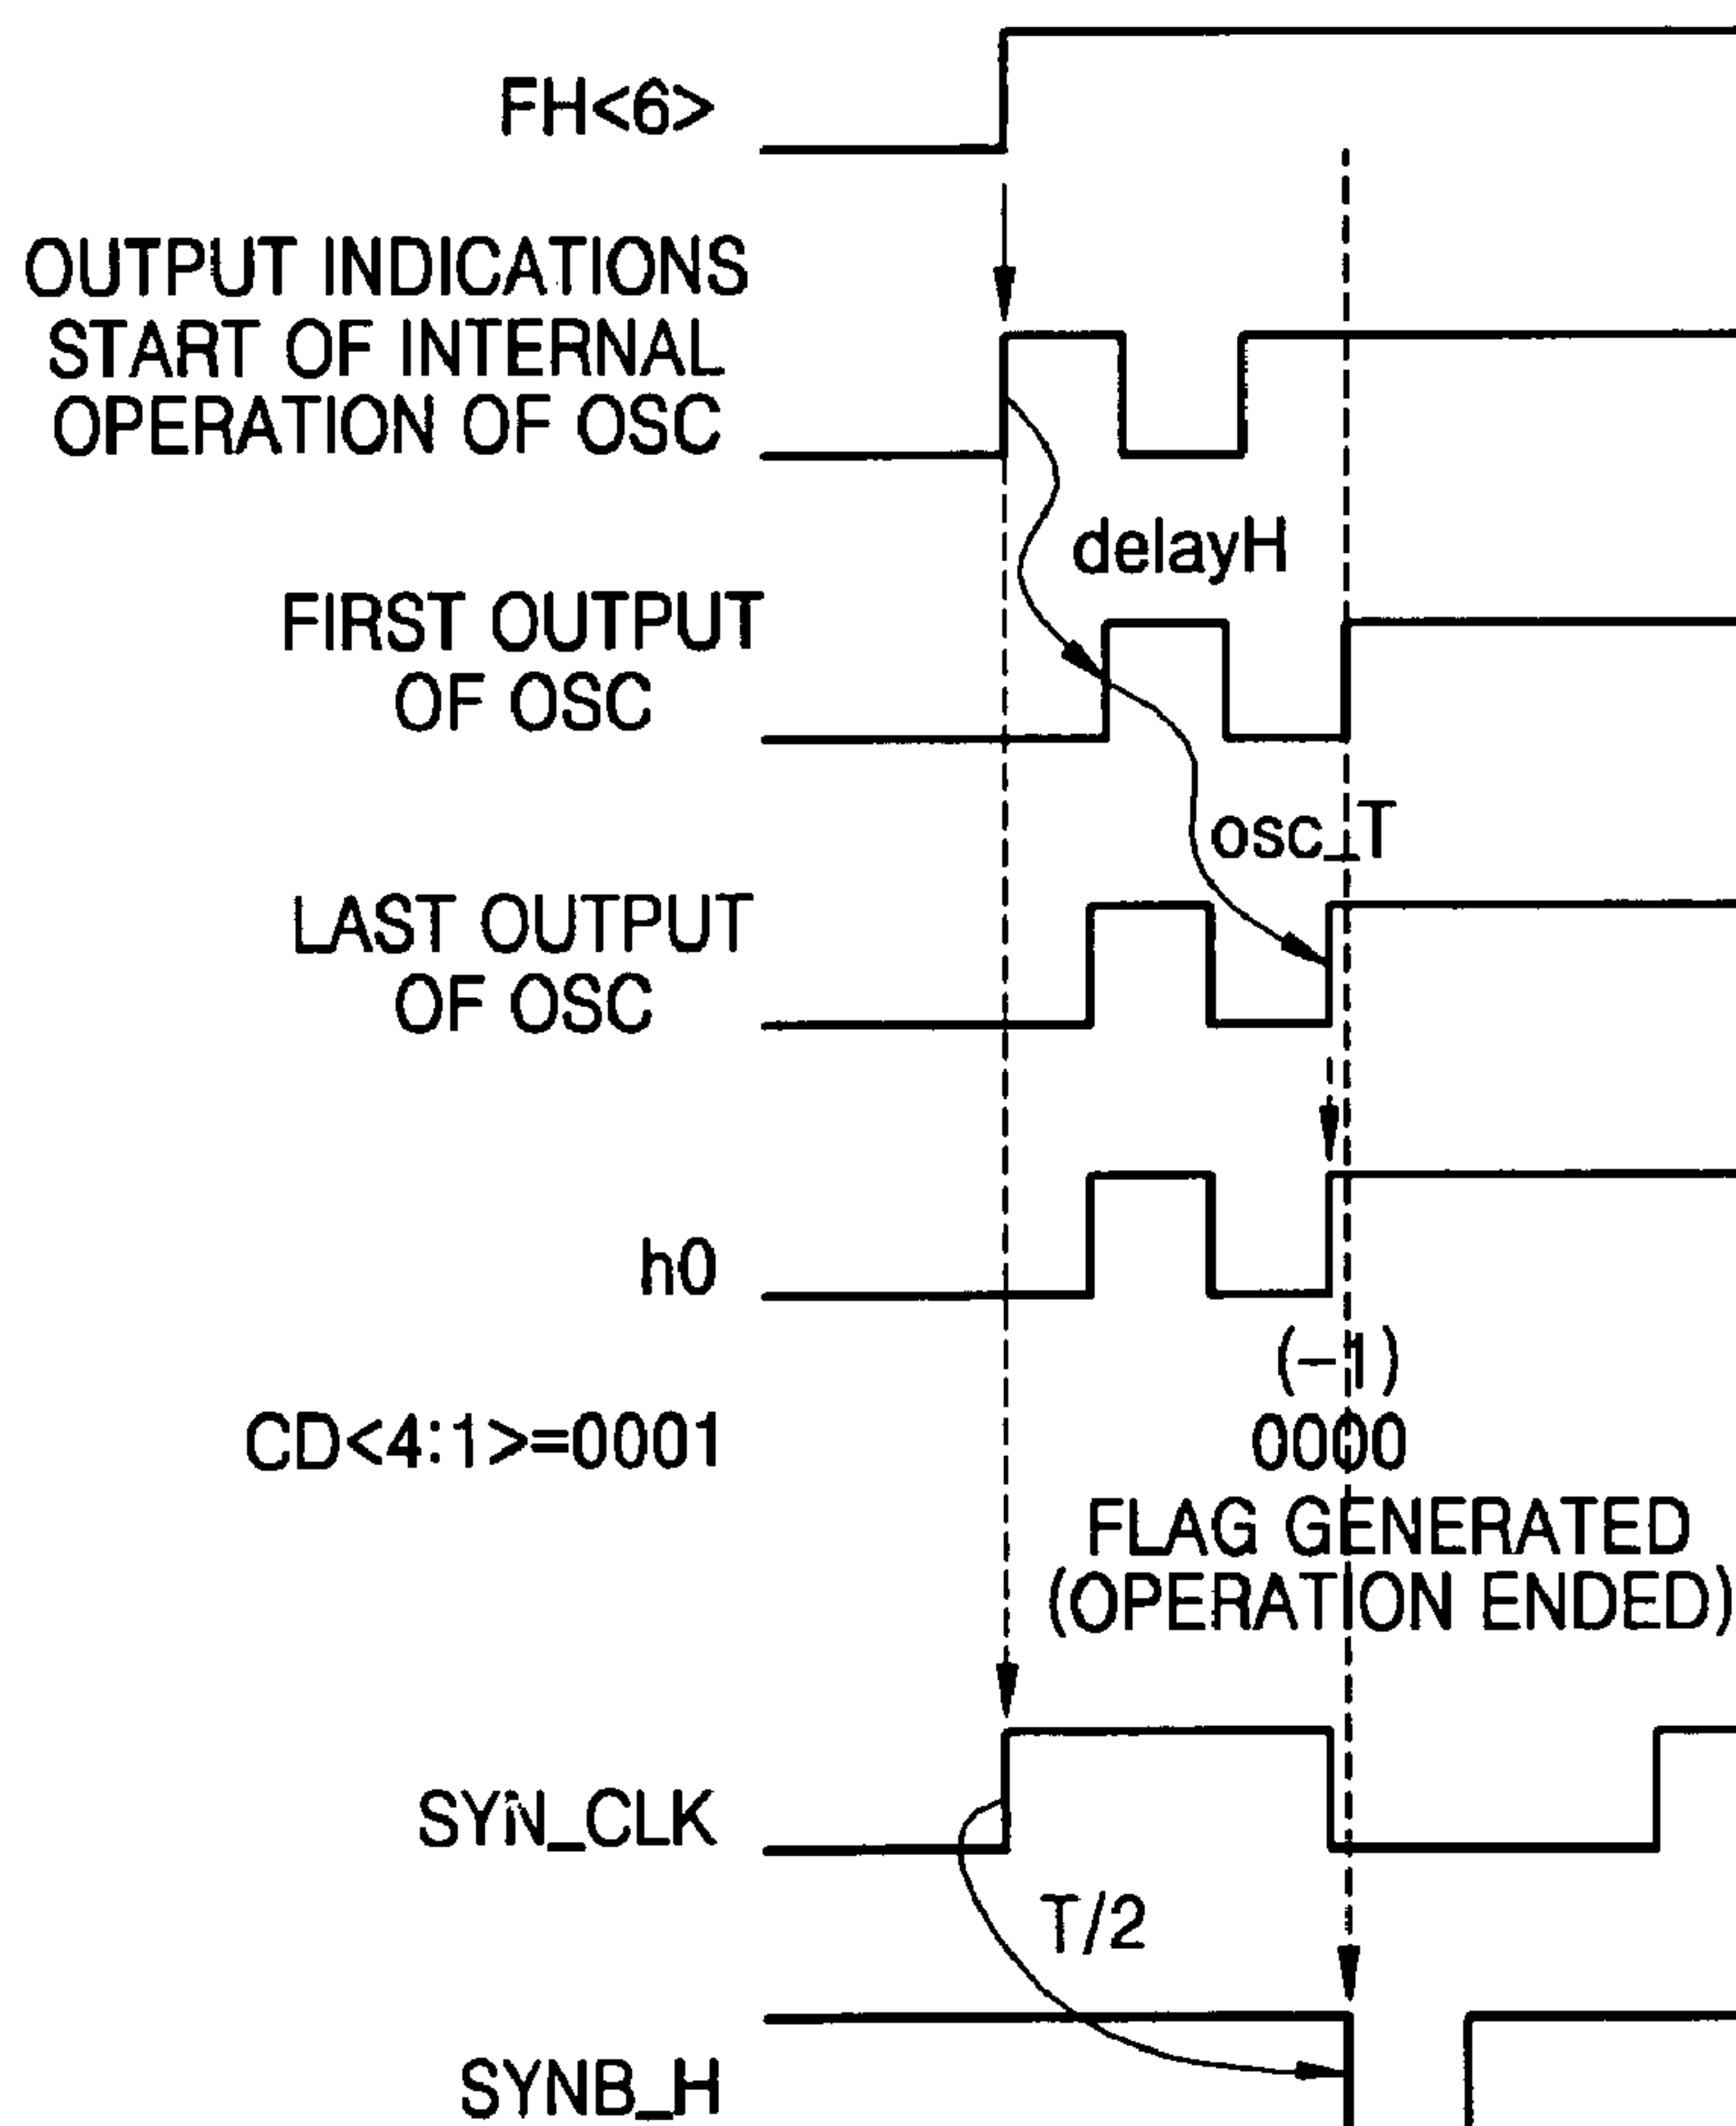 FH<6>
OUTPUT INDICATIONS
START OF INTERNAL
OPERATION OF OSC
delayH
FIRST OUTPUT
OF OSC
osc_T
LAST OUTPUT
OF OSC
h0
(-1)
CD<4:1>=0001
0000
FLAG GENERATED
(OPERATION ENDED)
SYN_CLK
T/2
SYNB_H